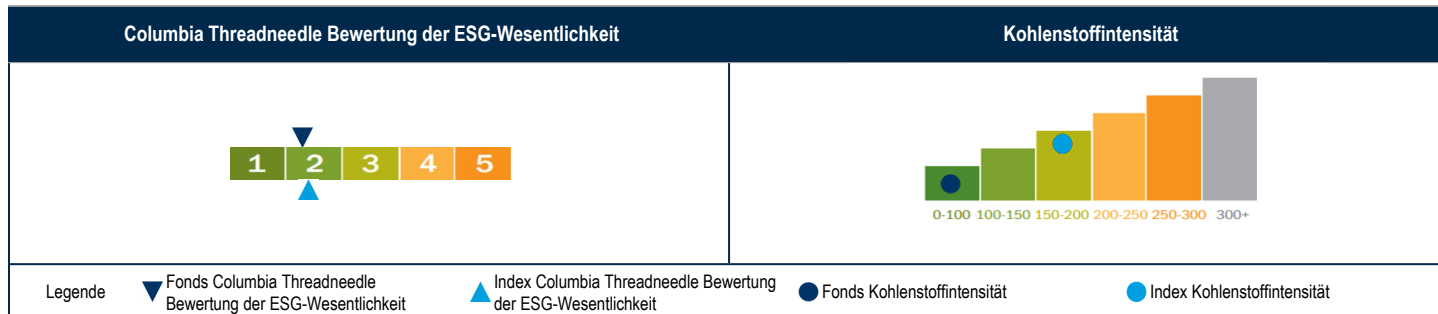 Columbia Threadneedle Bewertung der ESG-Wesentlichkeit
Kohlenstoffintensität
1 2 3 4 5
0-100 100-150 150-200 200-250 250-300 300+
Legende
Fonds Columbia Threadneedle
Bewertung der ESG-Wesentlichkeit
Index Columbia Threadneedle Bewertung
der ESG-Wesentlichkeit
Fonds Kohlenstoffintensität
Index Kohlenstoffintensität